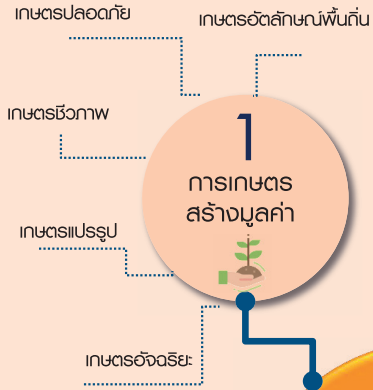 เกษตรปลอดภัย
เกษตรอัตลักษณ์พื้นถิ่น
เกษตรชีวภาพ
1
การเกษตร
สร้างมูลค่า
เกษตรแปรรูป
เกษตรอัจฉริยะ